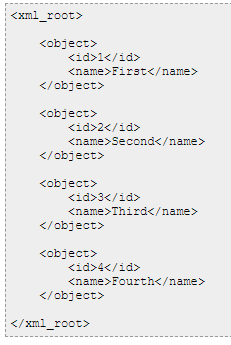 <xml_root>
    <object>
        <id>1</id>
        <name>First</name>
    </object>
    <object>
        <id>2</id>
        <name>Second</name>
    </object>
    <object>
        <id>3</id>
        <name>Third</name>
    </object>
    <object>
        <id>4</id>
        <name>Fourth</name>
    </object>
</xml_root>